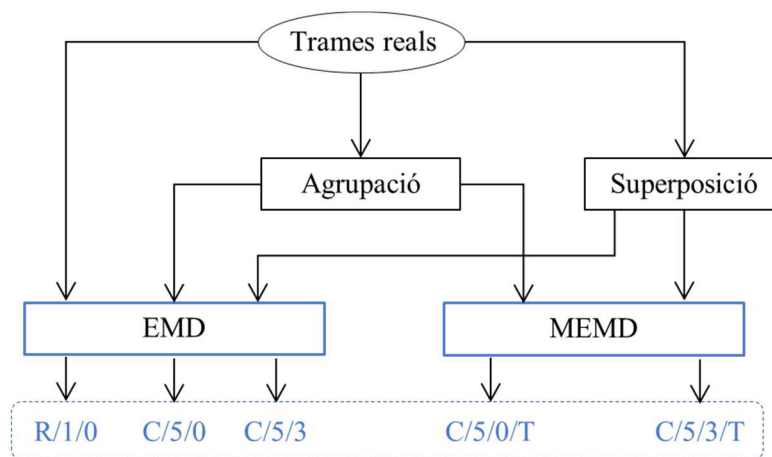 Trames reals
Agrupació
Superposició
EMD
MEMD
R/1/0
C/5/0
C/5/3
C/5/0/T
C/5/3/T